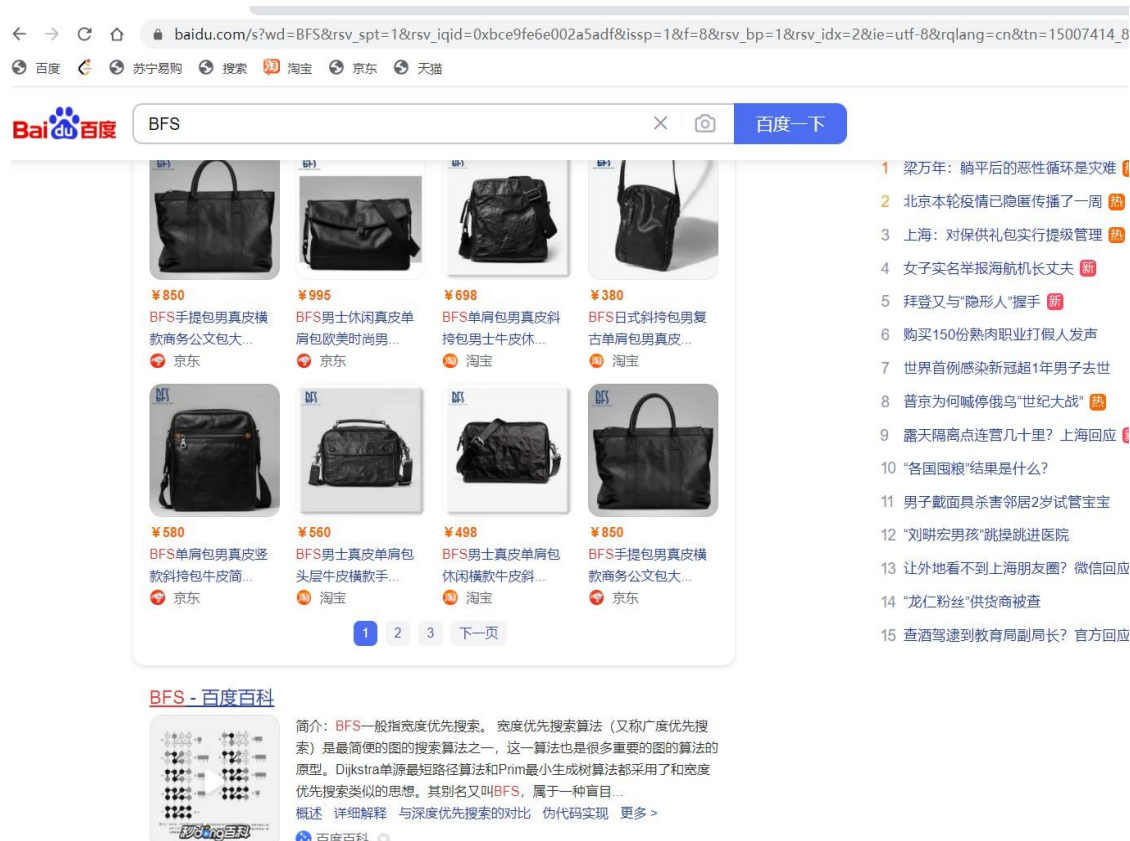 baidu.com/s?wd=BFS&rsv_spt=1&rsv_iqid=0xbce9fe6e002a5adf&issp=1&f=8&rsv_bp=1&rsv_idx=2&ie=utf-8&rqlang=cn&tn=15007414_8
百度 苏宁易购 搜索 淘宝 京东 天猫
Bai du 百度 BFS 百度一下
BFS BFS BFS BFS
¥850 ¥995 ¥698 ¥380
BFS手提包男真皮横 BFS男士休闲真皮单 BFS单肩包男真皮斜 BFS日式斜挎包男复
款商务公文包大... 肩包欧美时尚男... 挎包男士牛皮休... 古单肩包男真皮...
京东 京东 淘宝 淘宝
BFS BFS BFS BFS
¥580 ¥560 ¥498 ¥850
BFS单肩包男真皮竖 BFS男士真皮单肩包 BFS男士真皮单肩包 BFS手提包男真皮横
款斜挎包牛皮简... 头层牛皮横款手... 休闲横款牛皮斜... 款商务公文包大...
京东 淘宝 淘宝 京东
1 2 3 下一页
BFS - 百度百科
简介：BFS一般指宽度优先搜索。 宽度优先搜索算法（又称广度优先搜
索）是最简便的图的搜索算法之一，这一算法也是很多重要的图的算法的
原型。Dijkstra单源最短路径算法和Prim最小生成树算法都采用了和宽度
优先搜索类似的思想。其别名又叫BFS，属于一种盲目...
概述 详细解释 与深度优先搜索的对比 伪代码实现 更多 >
秒dong百科
百度百科
1 梁万年：躺平后的恶性循环是灾难 热
2 北京本轮疫情已隐匿传播了一周 热
3 上海：对保供礼包实行提级管理 热
4 女子实名举报海航机长丈夫 新
5 拜登又与“隐形人”握手 新
6 购买150份熟肉职业打假人发声
7 世界首例感染新冠超1年男子去世
8 普京为何喊停俄乌“世纪大战” 热
9 露天隔离点连营几十里？上海回应
10 “各国囤粮”结果是什么？
11 男子戴面具杀害邻居2岁试管宝宝
12 “刘畊宏男孩”跳操跳进医院
13 让外地看不到上海朋友圈？微信回应
14 “龙仁粉丝”供货商被查
15 查酒驾逮到教育局副局长？官方回应